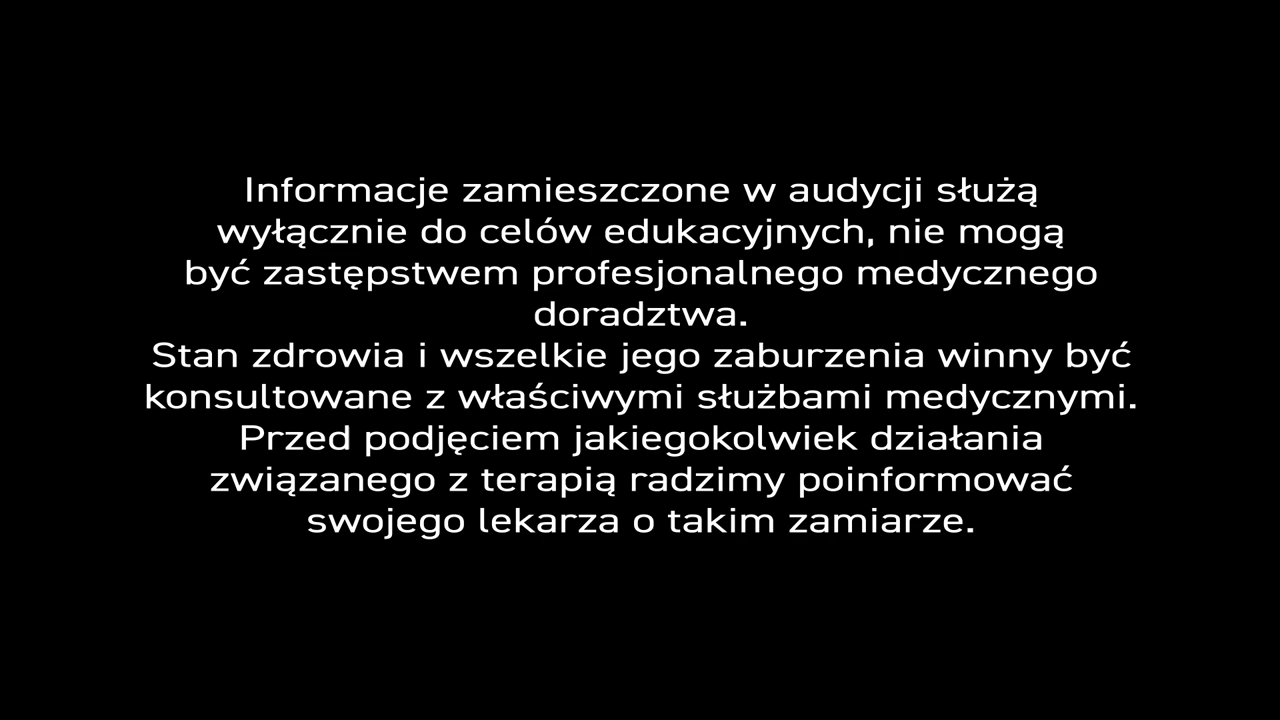 Informacje zamieszczone w audycji służą
wyłącznie do celów edukacyjnych, nie mogą
być zastępstwem profesjonalnego medycznego
doradztwa.
Stan zdrowia i wszelkie jego zaburzenia winny być
konsultowane z właściwymi służbami medycznymi.
Przed podjęciem jakiegokolwiek działania
związanego z terapią radzimy poinformować
swojego lekarza o takim zamiarze.